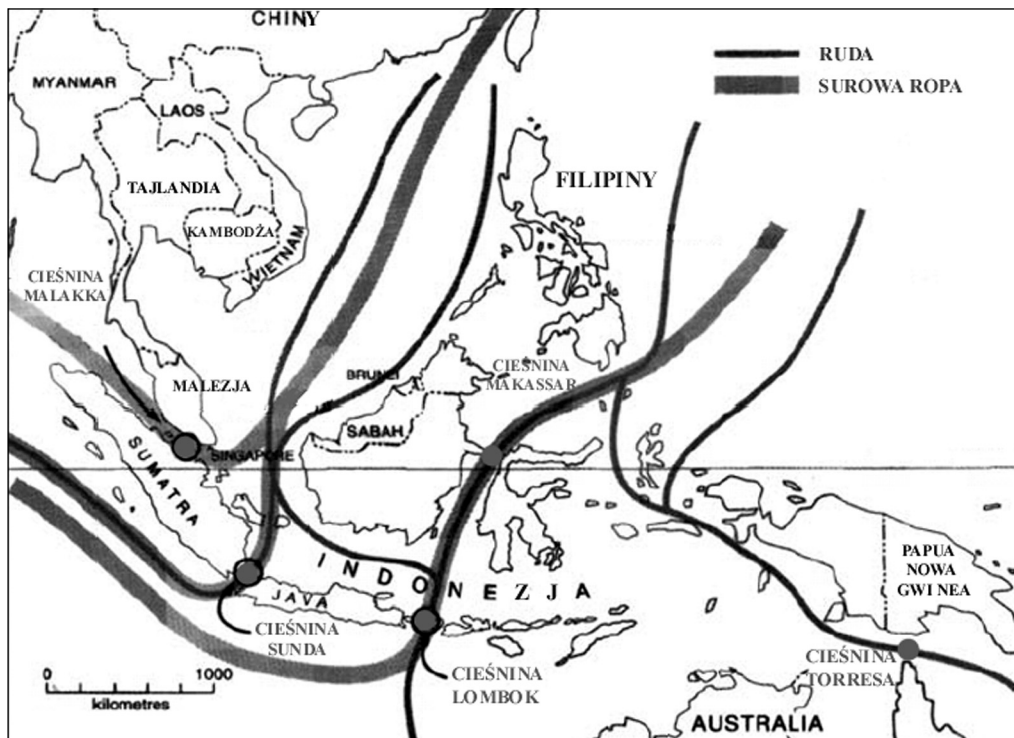 CHINY
MYANMAR
LAOS
TAJLANDIA
KAMBODŻA
WIETNAM
RUDA
SUROWA ROPA
FILIPINY
CIEŚNINA
MALAKKA
MALEZJA
BRUNEI
CIEŚNINA
MAKASSAR
SABAH
SINGAPORE
SUMATRA
INDONEZJA
JAVA
PAPUA
NOWA
GWINEA
CIEŚNINA
SUNDA
CIEŚNINA
LOMBOK
CIEŚNINA
TORRESA
0 1000
kilometres
AUSTRALIA